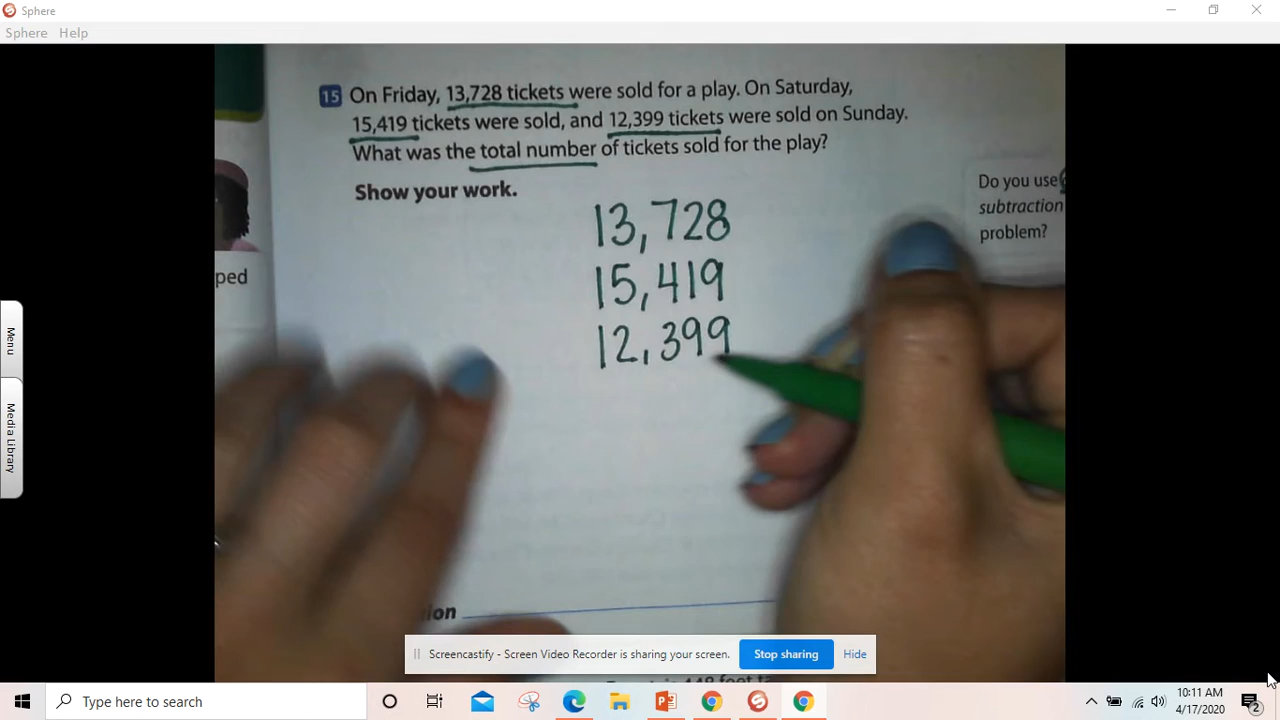 Sphere
Sphere Help
15 On Friday, 13,728 tickets were sold for a play. On Saturday,
15,419 tickets were sold, and 12,399 tickets were sold on Sunday.
What was the total number of tickets sold for the play?
Show your work.
13,728
15,419
12,399
Do you use
subtraction
problem?
ped
Menu
Media Library
Screencastify - Screen Video Recorder is sharing your screen. Stop sharing Hide
Type here to search
10:11 AM
4/17/2020
2